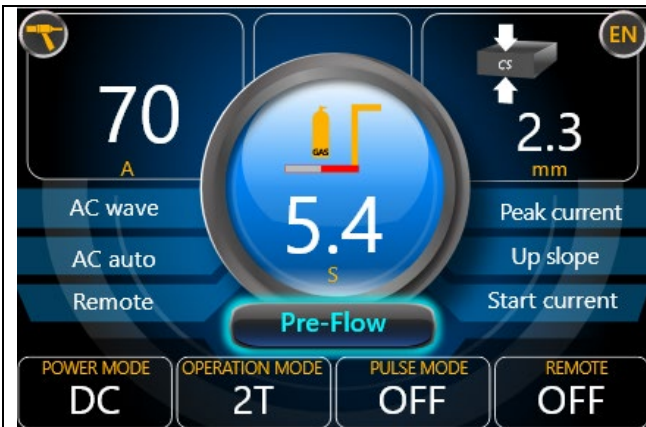 EN
70
A
CS
2.3
mm
GAS
5.4
S
AC wave
AC auto
Remote
Pre-Flow
Peak current
Up slope
Start current
POWER MODE
DC
OPERATION MODE
2T
PULSE MODE
OFF
REMOTE
OFF